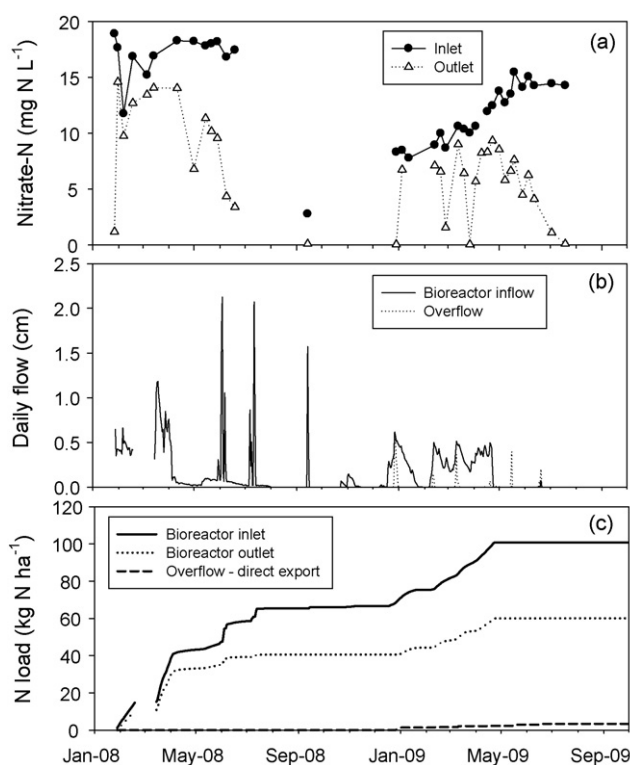 (a)
Inlet
Outlet
Nitrate-N (mg N L⁻¹)
20
15
10
5
0
(b)
Bioreactor inflow
Overflow
Daily flow (cm)
2.5
2.0
1.5
1.0
0.5
0.0
(c)
Bioreactor inlet
Bioreactor outlet
Overflow - direct export
N load (kg N ha⁻¹)
120
100
80
60
40
20
0
Jan-08 May-08 Sep-08 Jan-09 May-09 Sep-09